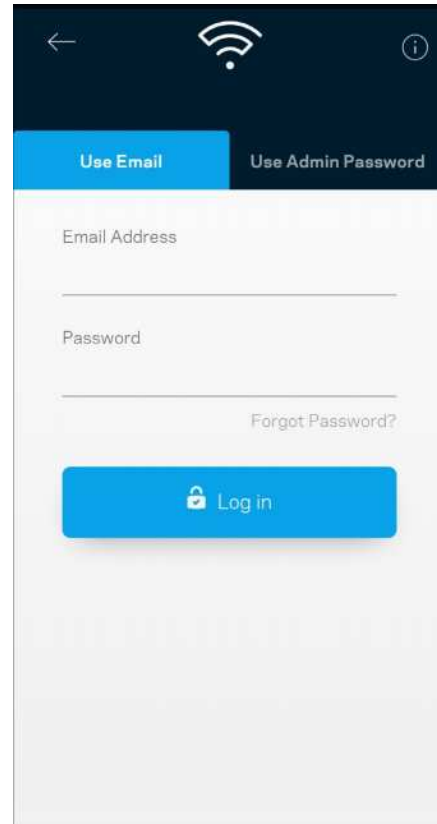 Use Email
Use Admin Password
Email Address
Password
Forgot Password?
Log in